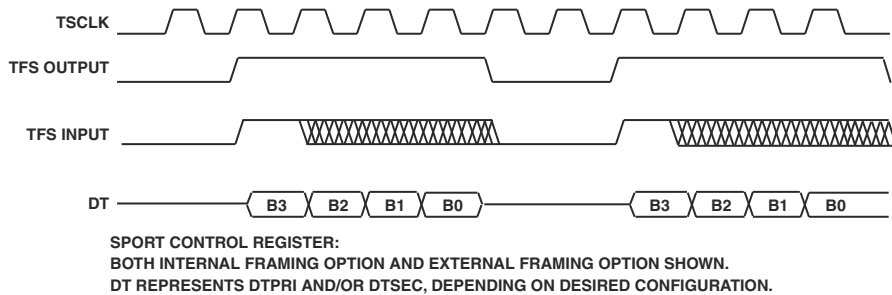 TSCLK
TFS OUTPUT
TFS INPUT
DT B3 B2 B1 B0 B3 B2 B1 B0
SPORT CONTROL REGISTER:
BOTH INTERNAL FRAMING OPTION AND EXTERNAL FRAMING OPTION SHOWN.
DT REPRESENTS DTPRI AND/OR DTSEC, DEPENDING ON DESIRED CONFIGURATION.